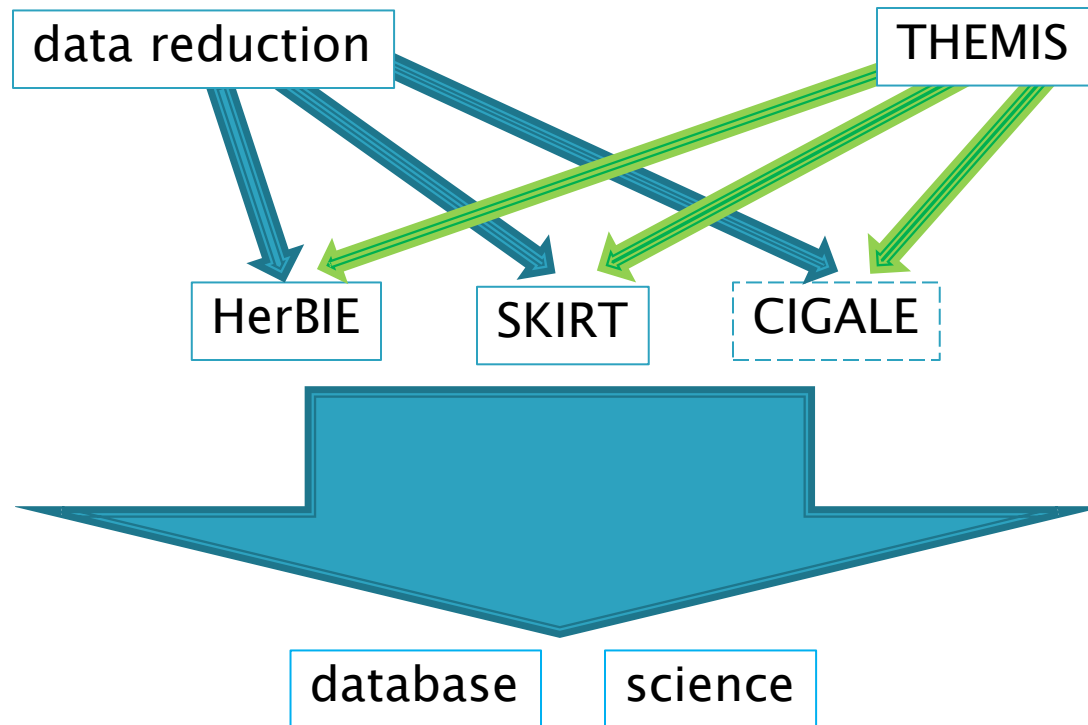 data reduction
THEMIS
HerBIE
SKIRT
CIGALE
database
science